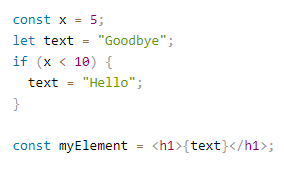 const x = 5;
let text = "Goodbye";
if (x < 10) {
  text = "Hello";
}

const myElement = <h1>{text}</h1>;